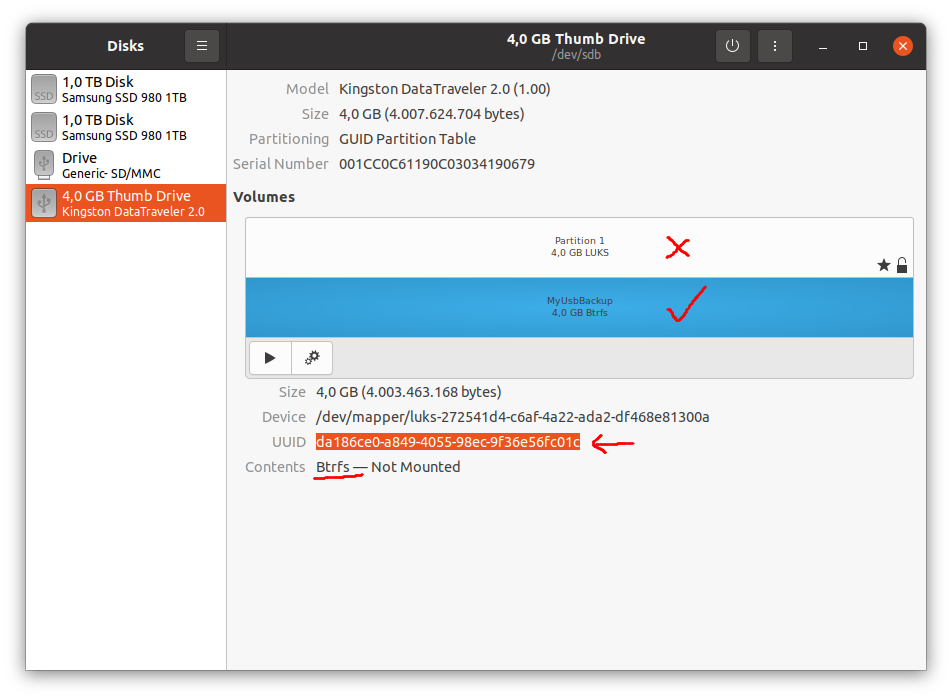 Disks
4,0 GB Thumb Drive
/dev/sdb
SSD
1,0 TB Disk
Samsung SSD 980 1TB
SSD
1,0 TB Disk
Samsung SSD 980 1TB
Drive
Generic- SD/MMC
4,0 GB Thumb Drive
Kingston DataTraveler 2.0
Model Kingston DataTraveler 2.0 (1.00)
Size 4,0 GB (4.007.624.704 bytes)
Partitioning GUID Partition Table
Serial Number 001CC0C61190C03034190679
Volumes
Partition 1
4,0 GB LUKS
MyUsbBackup
4,0 GB Btrfs
Size 4,0 GB (4.003.463.168 bytes)
Device /dev/mapper/luks-272541d4-c6af-4a22-ada2-df468e81300a
UUID da186ce0-a849-4055-98ec-9f36e56fc01c
Contents Btrfs — Not Mounted